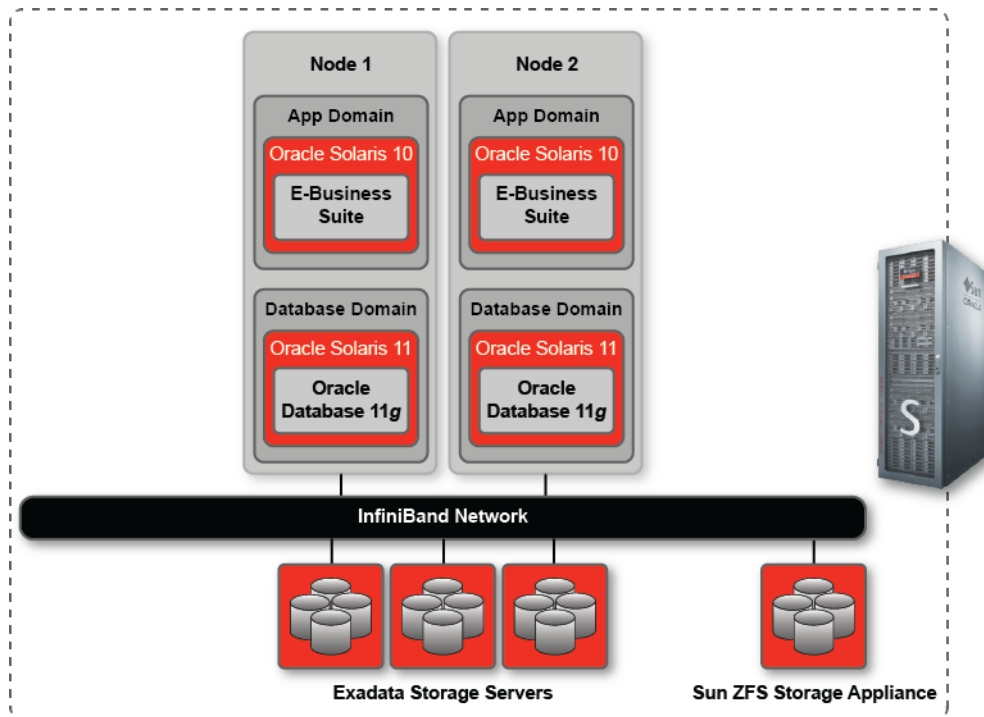 Node 1
Node 2
App Domain
App Domain
Oracle Solaris 10
Oracle Solaris 10
E-Business
Suite
E-Business
Suite
Database Domain
Database Domain
Oracle Solaris 11
Oracle Solaris 11
Oracle
Database 11g
Oracle
Database 11g
S
InfiniBand Network
Exadata Storage Servers
Sun ZFS Storage Appliance